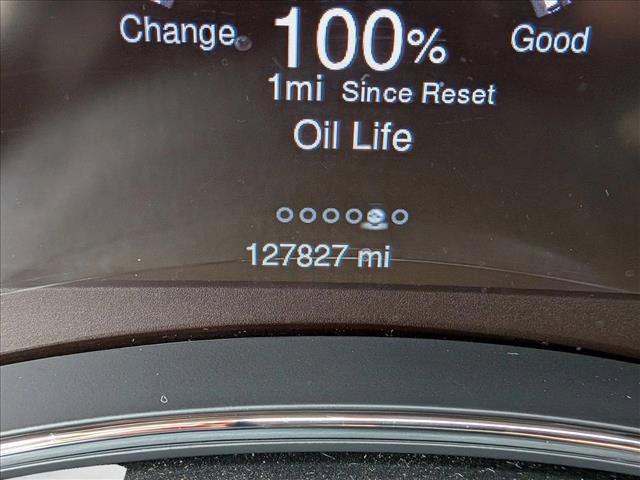 Change 100% Good
1mi Since Reset
Oil Life
127827 mi